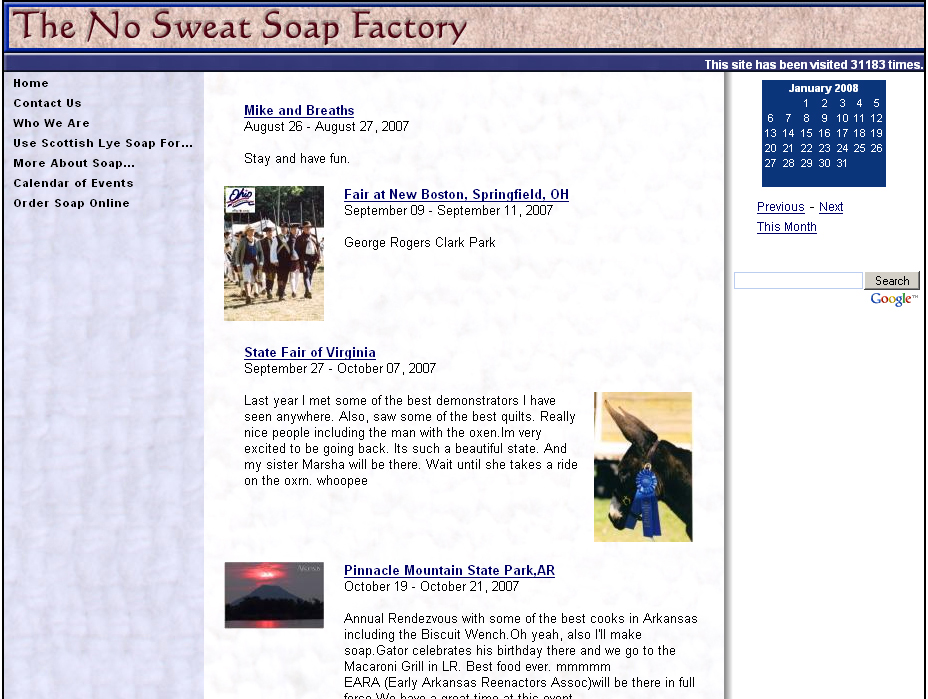 The No Sweat Soap Factory
This site has been visited 31183 times.
Home
Contact Us
Who We Are
Use Scottish Lye Soap For...
More About Soap...
Calendar of Events
Order Soap Online
Mike and Breaths
August 26 - August 27, 2007
Stay and have fun.
Ohio
Fair at New Boston, Springfield, OH
September 09 - September 11, 2007
George Rogers Clark Park
State Fair of Virginia
September 27 - October 07, 2007
Last year I met some of the best demonstrators I have
seen anywhere. Also, saw some of the best quilts. Really
nice people including the man with the oxen.Im very
excited to be going back. Its such a beautiful state. And
my sister Marsha will be there. Wait until she takes a ride
on the oxrn. whoopee
Pinnacle Mountain State Park,AR
October 19 - October 21, 2007
Annual Rendezvous with some of the best cooks in Arkansas
including the Biscuit Wench.Oh yeah, also I'll make
soap.Gator celebrates his birthday there and we go to the
Macaroni Grill in LR. Best food ever. mmmmm
EARA (Early Arkansas Reenactors Assoc)will be there in full
force.We have a great time at this event.
January 2008
1 2 3 4 5
6 7 8 9 10 11 12
13 14 15 16 17 18 19
20 21 22 23 24 25 26
27 28 29 30 31
Previous - Next
This Month
Search
Google™